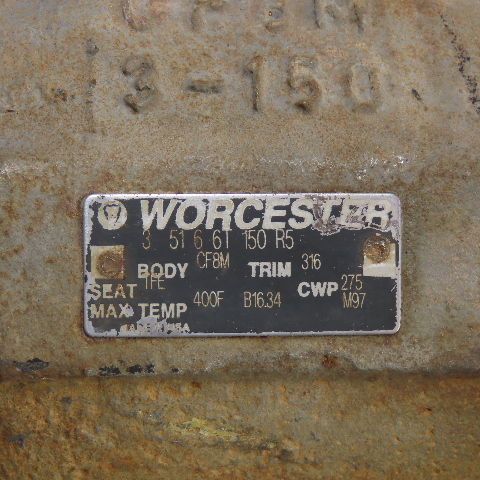 CF8M
3-150
WORCESTER
3 51 6 61 150 R5
BODY CF8M TRIM 316
SEAT TFE CWP 275
MAX TEMP 400F B16.34 M97
MADE IN USA